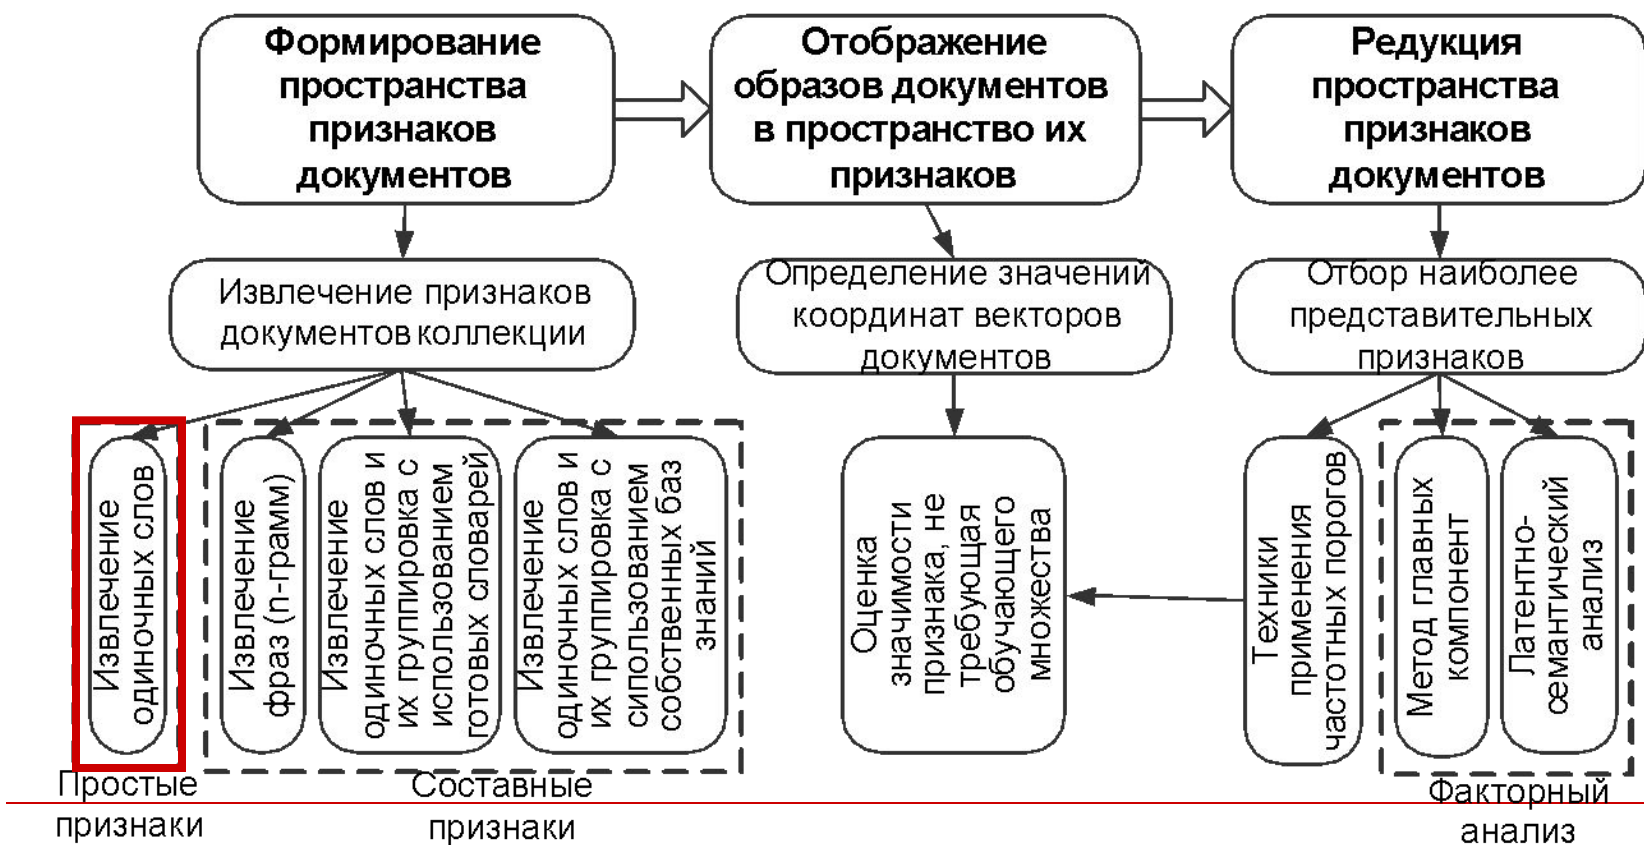 Формирование
пространства
признаков
документов
Отображение
образов документов
в пространство их
признаков
Редукция
пространства
признаков
документов
Извлечение признаков
документов коллекции
Определение значений
координат векторов
документов
Отбор наиболее
представительных
признаков
Извлечение
одиночных слов
Извлечение
фраз (n-грамм)
Извлечение
одиночных слов и
их группировка с
использованием
готовых словарей
Извлечение
одиночных слов и
их группировка с
сипользованием
собственных баз
знаний
Оценка
значимости
признака, не
требующая
обучающего
множества
Техники
применения
частотных порогов
Метод главных
компонент
Латентно-
семантический
анализ
Простые
признаки
Составные
признаки
Факторный
анализ